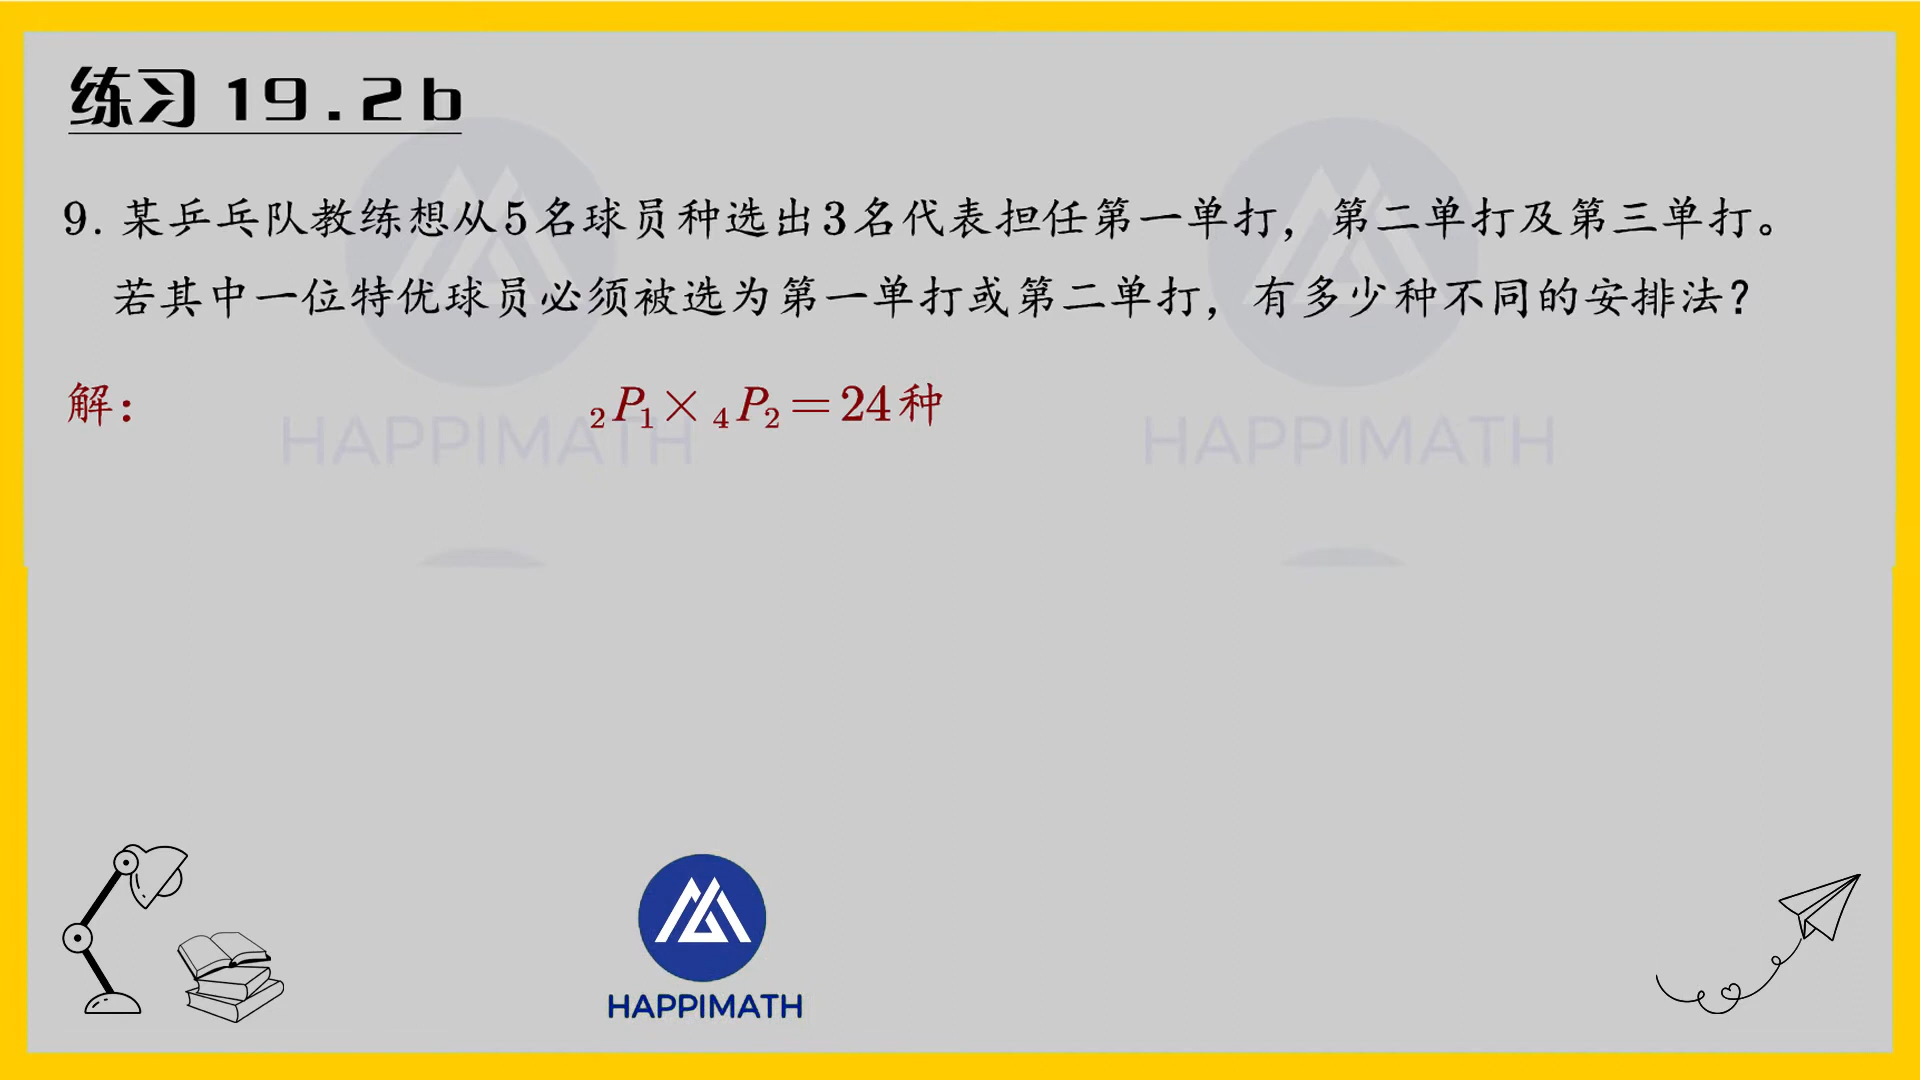 练习 19.2b
9. 某乒乓队教练想从5名球员种选出3名代表担任第一单打，第二单打及第三单打。
若其中一位特优球员必须被选为第一单打或第二单打，有多少种不同的安排法？
解： ₂P₁ × ₄P₂ = 24种
HAPPIMATH HAPPIMATH
HAPPIMATH